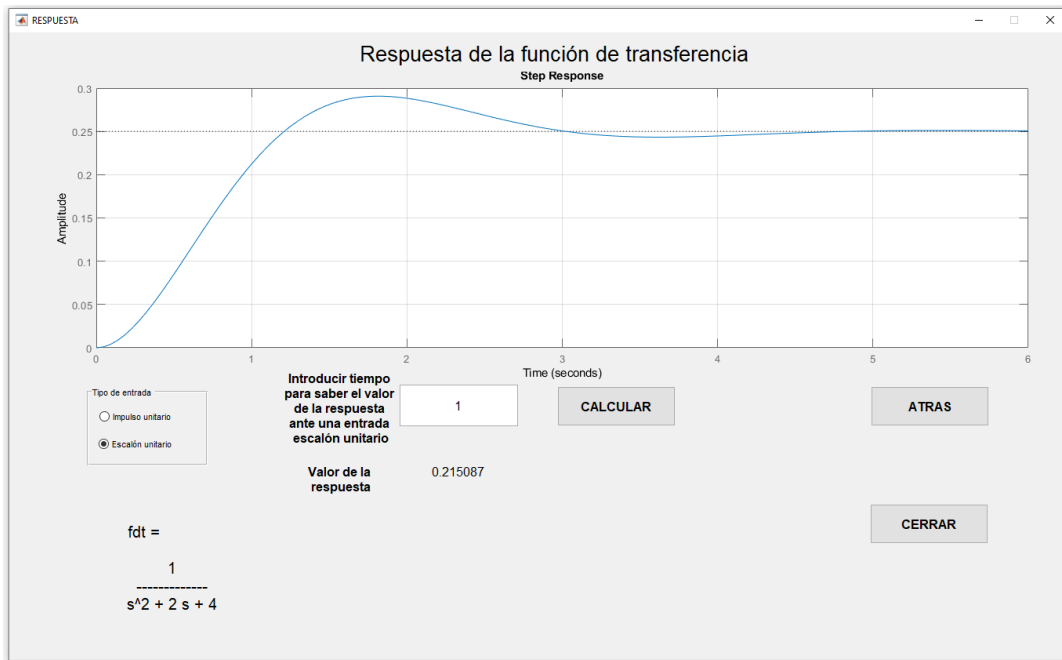 RESPUESTA
Respuesta de la función de transferencia
Step Response
0.3
0.25
0.2
0.15
0.1
0.05
0
Amplitude
0 1 2 3 4 5 6
Time (seconds)
Tipo de entrada
Impulso unitario
Escalón unitario
Introducir tiempo
para saber el valor
de la respuesta
ante una entrada
escalón unitario
1
CALCULAR
ATRAS
Valor de la
respuesta
0.215087
CERRAR
fdt =
1
-------------
s^2 + 2 s + 4